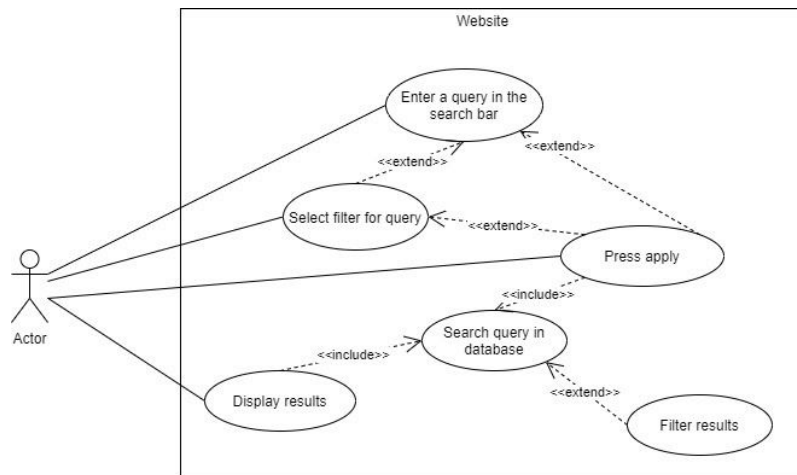 Website
Enter a query in the
search bar
<<extend>>
<<extend>>
Select filter for query
<<extend>>
Press apply
<<include>>
Actor
Search query in
database
<<include>>
Display results
<<extend>>
Filter results